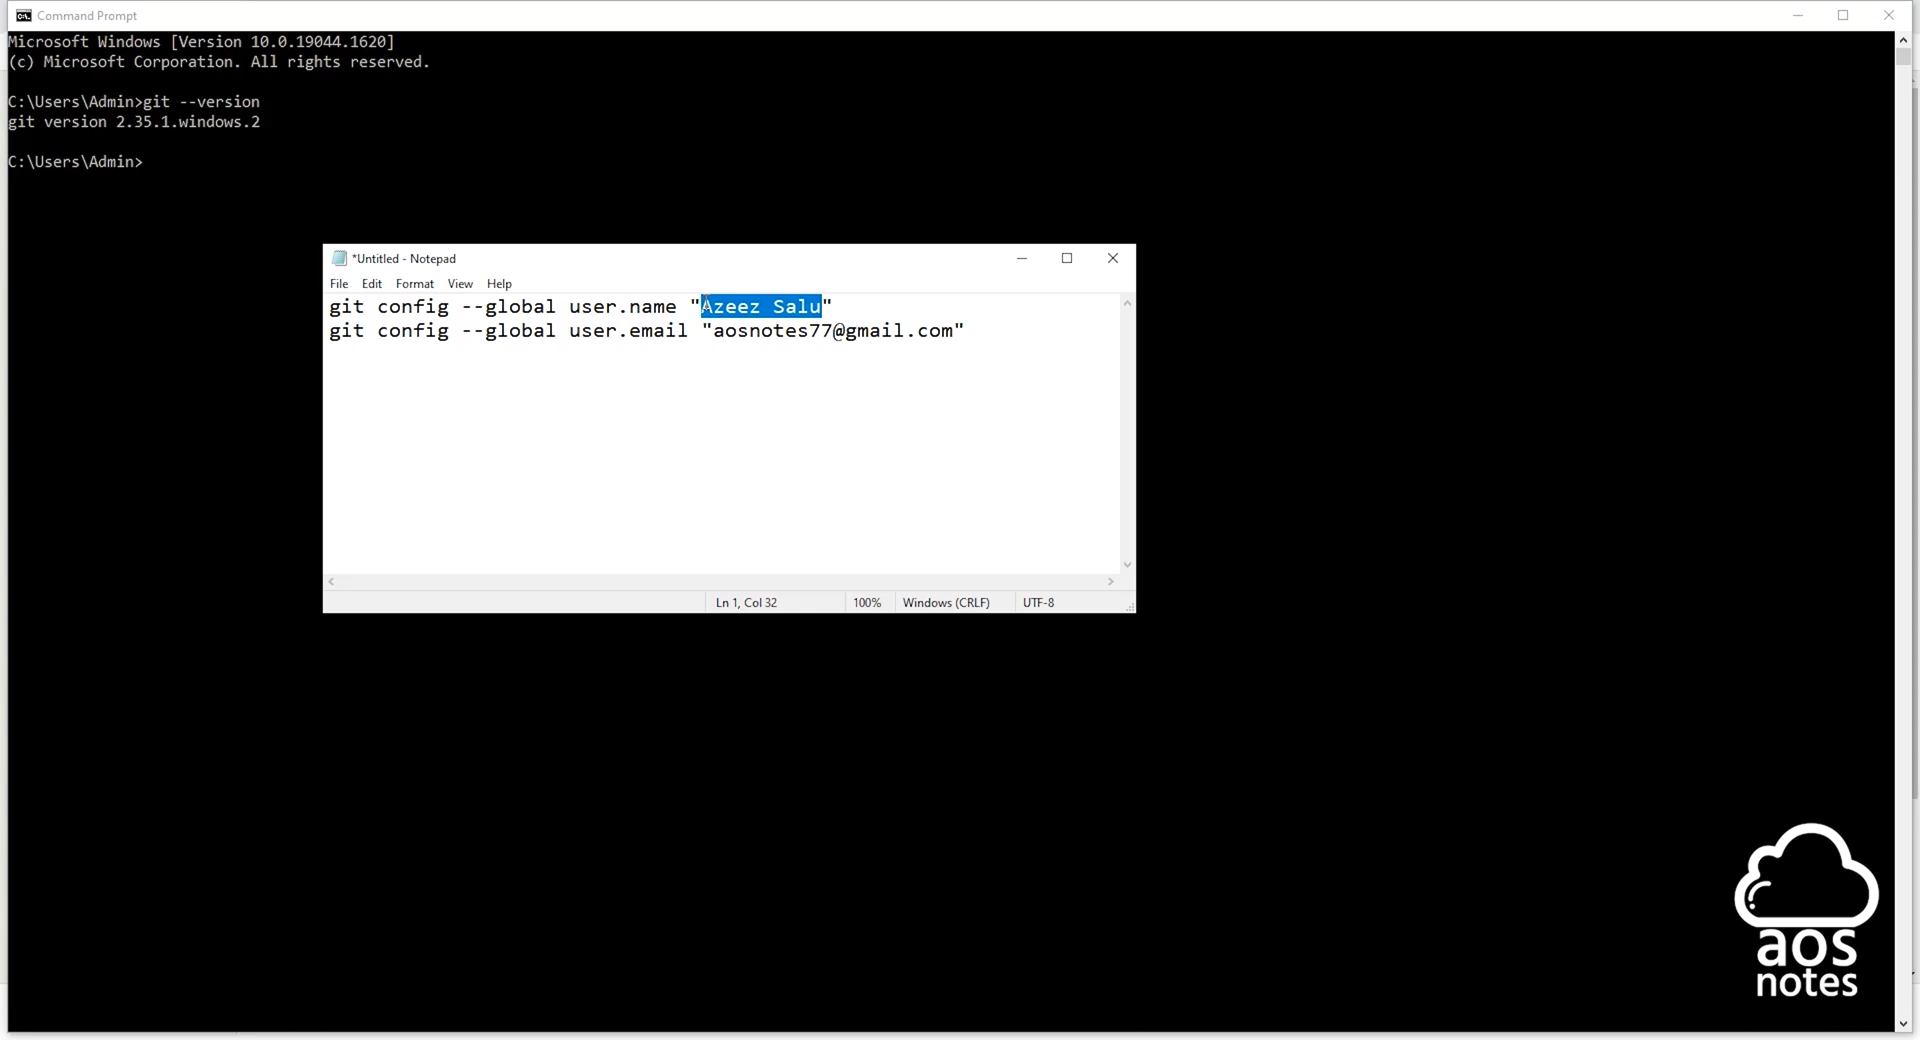 Command Prompt
Microsoft Windows [Version 10.0.19044.1620]
(c) Microsoft Corporation. All rights reserved.
C:\Users\Admin>git --version
git version 2.35.1.windows.2
C:\Users\Admin>
*Untitled - Notepad
File Edit Format View Help
git config --global user.name "Azeez Salu"
git config --global user.email "aosnotes77@gmail.com"
Ln 1, Col 32 100% Windows (CRLF) UTF-8
aos
notes